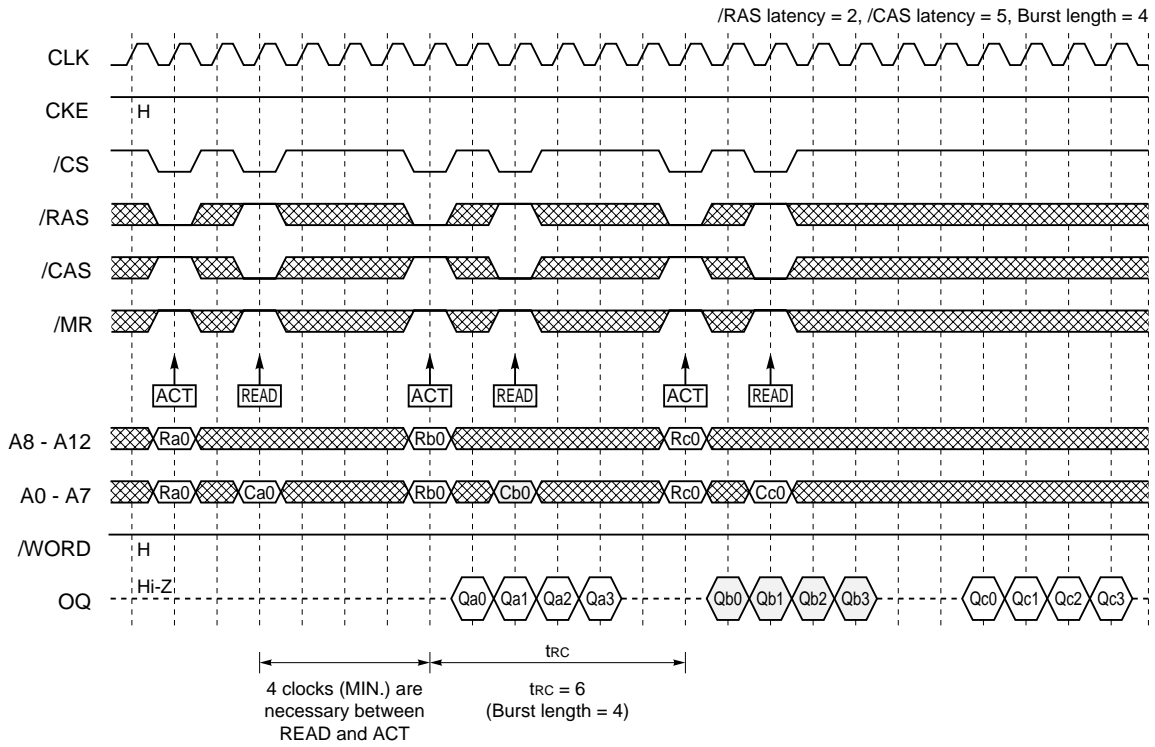 /RAS latency = 2, /CAS latency = 5, Burst length = 4
CLK
CKE
H
/CS
/RAS
/CAS
/MR
ACT READ ACT READ ACT READ
A8 - A12 Ra0 Rb0 Rc0
A0 - A7 Ra0 Ca0 Rb0 Cb0 Rc0 Cc0
/WORD
H
Hi-Z
OQ Qa0 Qa1 Qa2 Qa3 Qb0 Qb1 Qb2 Qb3 Qc0 Qc1 Qc2 Qc3
tRC
4 clocks (MIN.) are
necessary between
READ and ACT
tRC = 6
(Burst length = 4)